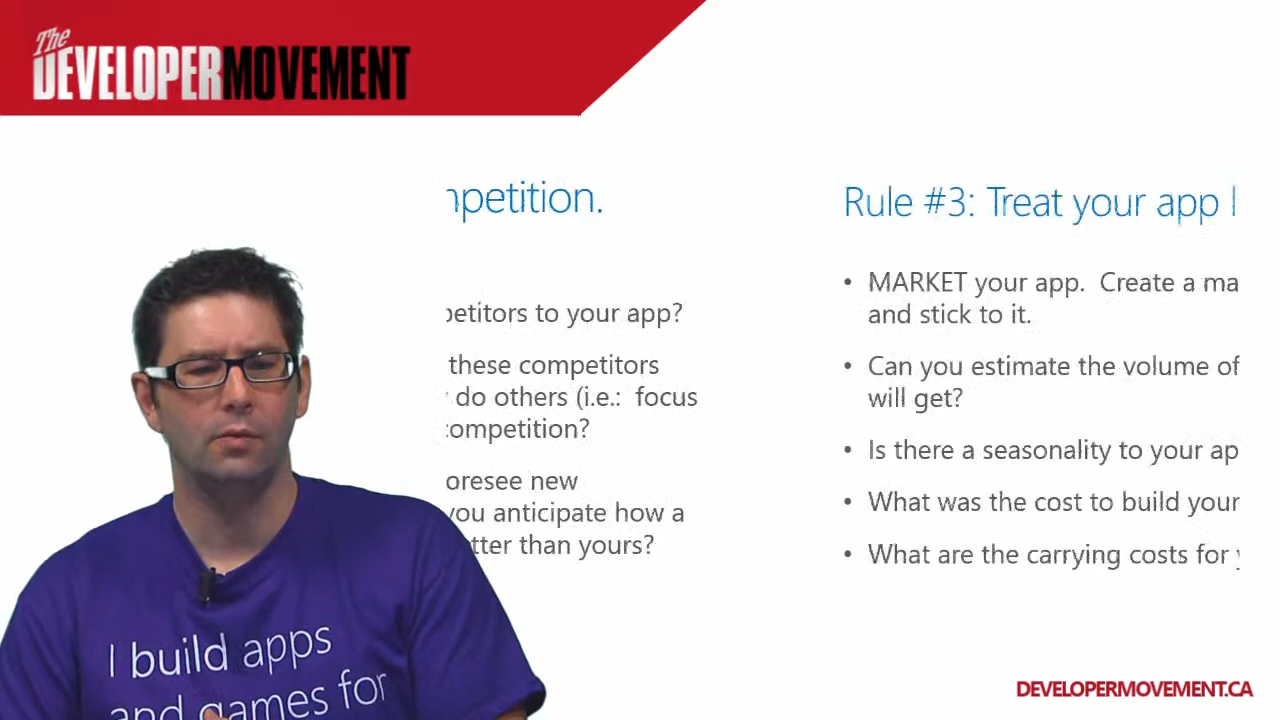 The
DEVELOPERMOVEMENT
petition.
petitors to your app?
these competitors
do others (i.e.: focus
competition?
oresee new
you anticipate how a
tter than yours?
Rule #3: Treat your app l
• MARKET your app. Create a ma
and stick to it.
• Can you estimate the volume of
will get?
• Is there a seasonality to your ap
• What was the cost to build your
• What are the carrying costs for
I build apps
and games for
DEVELOPERMOVEMENT.CA